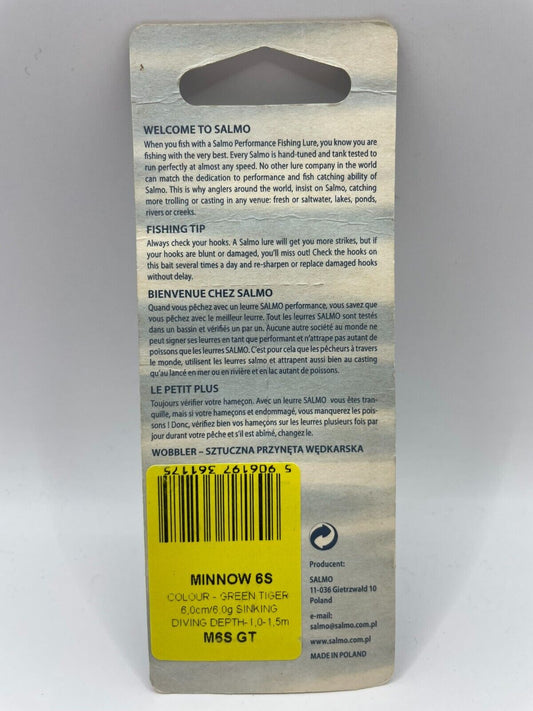 WELCOME TO SALMO
When you fish with a Salmo Performance Fishing Lure, you know you are
fishing with the very best. Every Salmo is hand-tuned and tank tested to
run perfectly at almost any speed. No other lure company in the world
can match the dedication to performance and fish catching ability of
Salmo. This is why anglers around the world, insist on Salmo, catching
more trolling or casting in any venue: fresh or saltwater, lakes, ponds,
rivers or creeks.
FISHING TIP
Always check your hooks. A Salmo lure will get you more strikes, but if
your hooks are blunt or damaged, you'll miss out! Check the hooks on
this bait several times a day and re-sharpen or replace damaged hooks
without delay.
BIENVENUE CHEZ SALMO
Quand vous pêchez avec un leurre SALMO performance, vous savez que
vous pêchez avec le meilleur leurre. Tout les leurres SALMO sont testés
dans un bassin et vérifiés un par un. Aucune autre société au monde ne
peut signer ses leurres en tant que performant et n'attrape pas autant de
poissons que les leurres SALMO. C'est pour cela que les pêcheurs à travers
le monde, utilisent les leurres salmo et attrapent aussi bien au casting
qu'au lancé en mer ou en rivière et en lac autant de poissons.
LE PETIT PLUS
Toujours vérifier votre hameçon. Avec un leurre SALMO vous êtes tran-
quille, mais si votre hameçons et endommagé, vous manquerez les pois-
sons ! Donc, vérifiez bien vos hameçons sur les leurres plusieurs fois par
jour durant votre pêche et s'il est abîmé, changez le.
WOBBLER – SZTUCZNA PRZYNĘTA WĘDKARSKA
5 906197 361175
MINNOW 6S
COLOUR - GREEN TIGER
6,0cm/6,0g SINKING
DIVING DEPTH-1,0-1,5m
M6S GT
Producent:
SALMO
11-036 Gietrzwałd 10
Poland
e-mail:
salmo@salmo.com.pl
www.salmo.com.pl
MADE IN POLAND